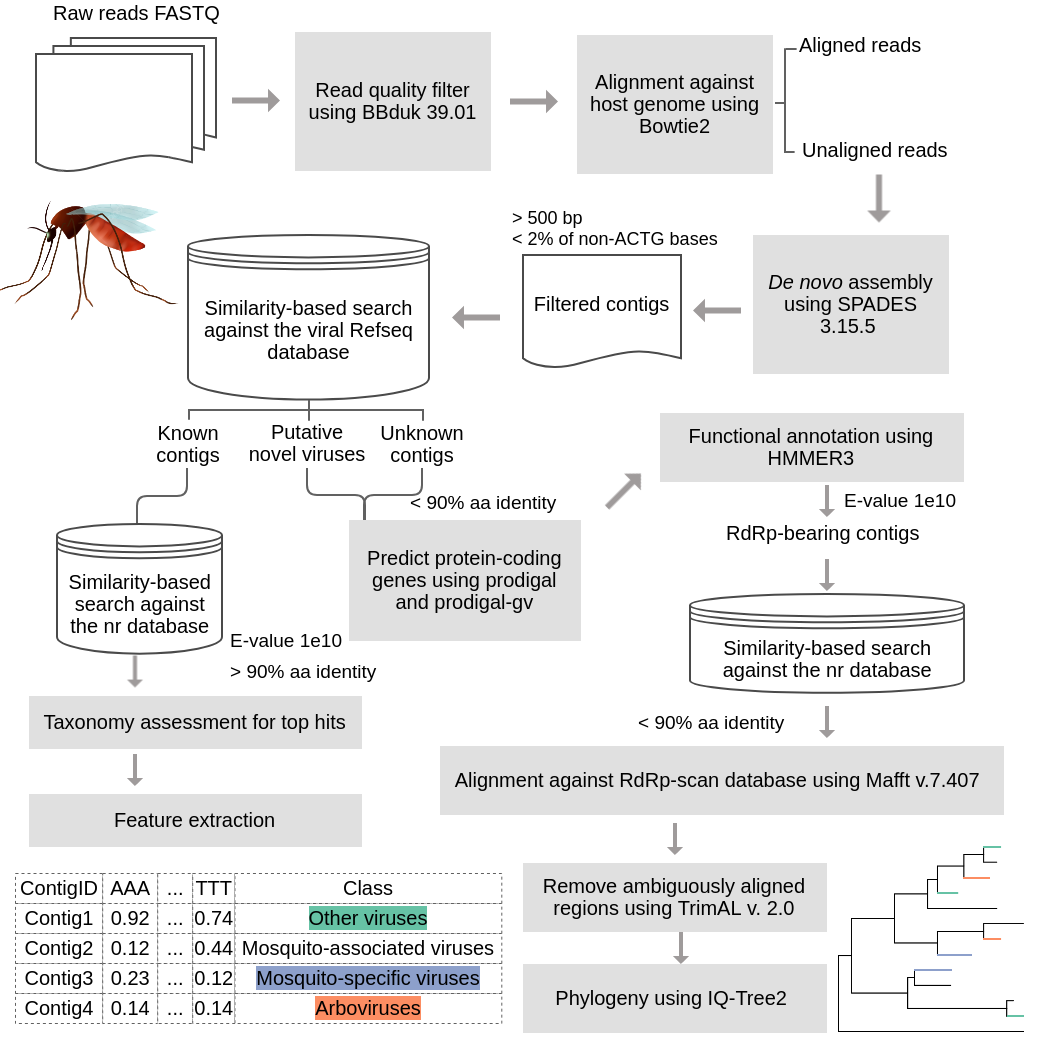 Raw reads FASTQ
Read quality filter
using BBduk 39.01
Alignment against
host genome using
Bowtie2
Aligned reads
Unaligned reads
De novo assembly
using SPADES
3.15.5
> 500 bp
< 2% of non-ACTG bases
Filtered contigs
Similarity-based search
against the viral Refseq
database
Known
contigs
Putative
novel viruses
Unknown
contigs
Similarity-based
search against
the nr database
E-value 1e10
> 90% aa identity
Taxonomy assessment for top hits
Feature extraction
ContigID AAA ... TTT Class
Contig1 0.92 ... 0.74 Other viruses
Contig2 0.12 ... 0.44 Mosquito-associated viruses
Contig3 0.23 ... 0.12 Mosquito-specific viruses
Contig4 0.14 ... 0.14 Arboviruses
< 90% aa identity
Predict protein-coding
genes using prodigal
and prodigal-gv
Functional annotation using
HMMER3
E-value 1e10
RdRp-bearing contigs
Similarity-based search
against the nr database
< 90% aa identity
Alignment against RdRp-scan database using Mafft v.7.407
Remove ambiguously aligned
regions using TrimAL v. 2.0
Phylogeny using IQ-Tree2